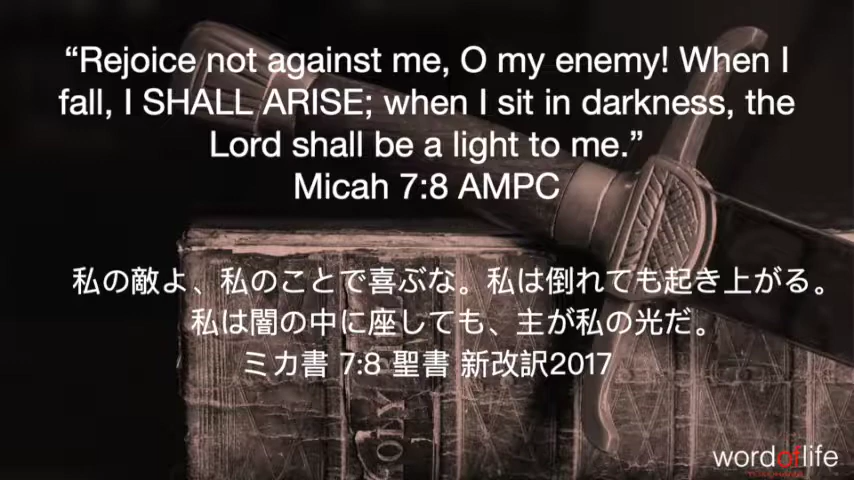 “Rejoice not against me, O my enemy! When I
fall, I SHALL ARISE; when I sit in darkness, the
Lord shall be a light to me.”
Micah 7:8 AMPC
私の敵よ、私のことで喜ぶな。私は倒れても起き上がる。
私は闇の中に座しても、主が私の光だ。
ミカ書 7:8 聖書 新改訳2017
HOLY
wordoflife